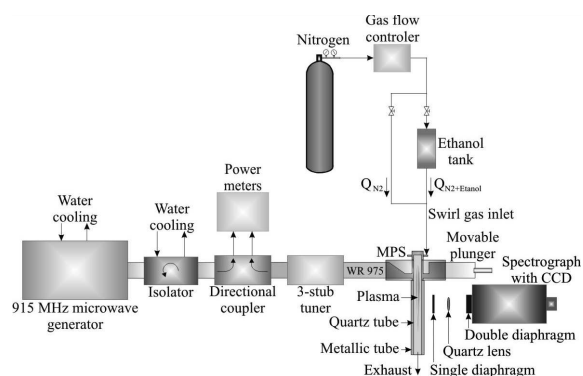 Gas flow
controler
Nitrogen
Ethanol
tank
Q N2
Q N2+Etanol
Swirl gas inlet
Power
meters
Water
cooling
Water
cooling
MPS
Movable
plunger
Spectrograph
with CCD
WR 975
915 MHz microwave
generator
Isolator
Directional
coupler
3-stub
tuner
Plasma
Quartz tube
Metallic tube
Exhaust
Double diaphragm
Quartz lens
Single diaphragm